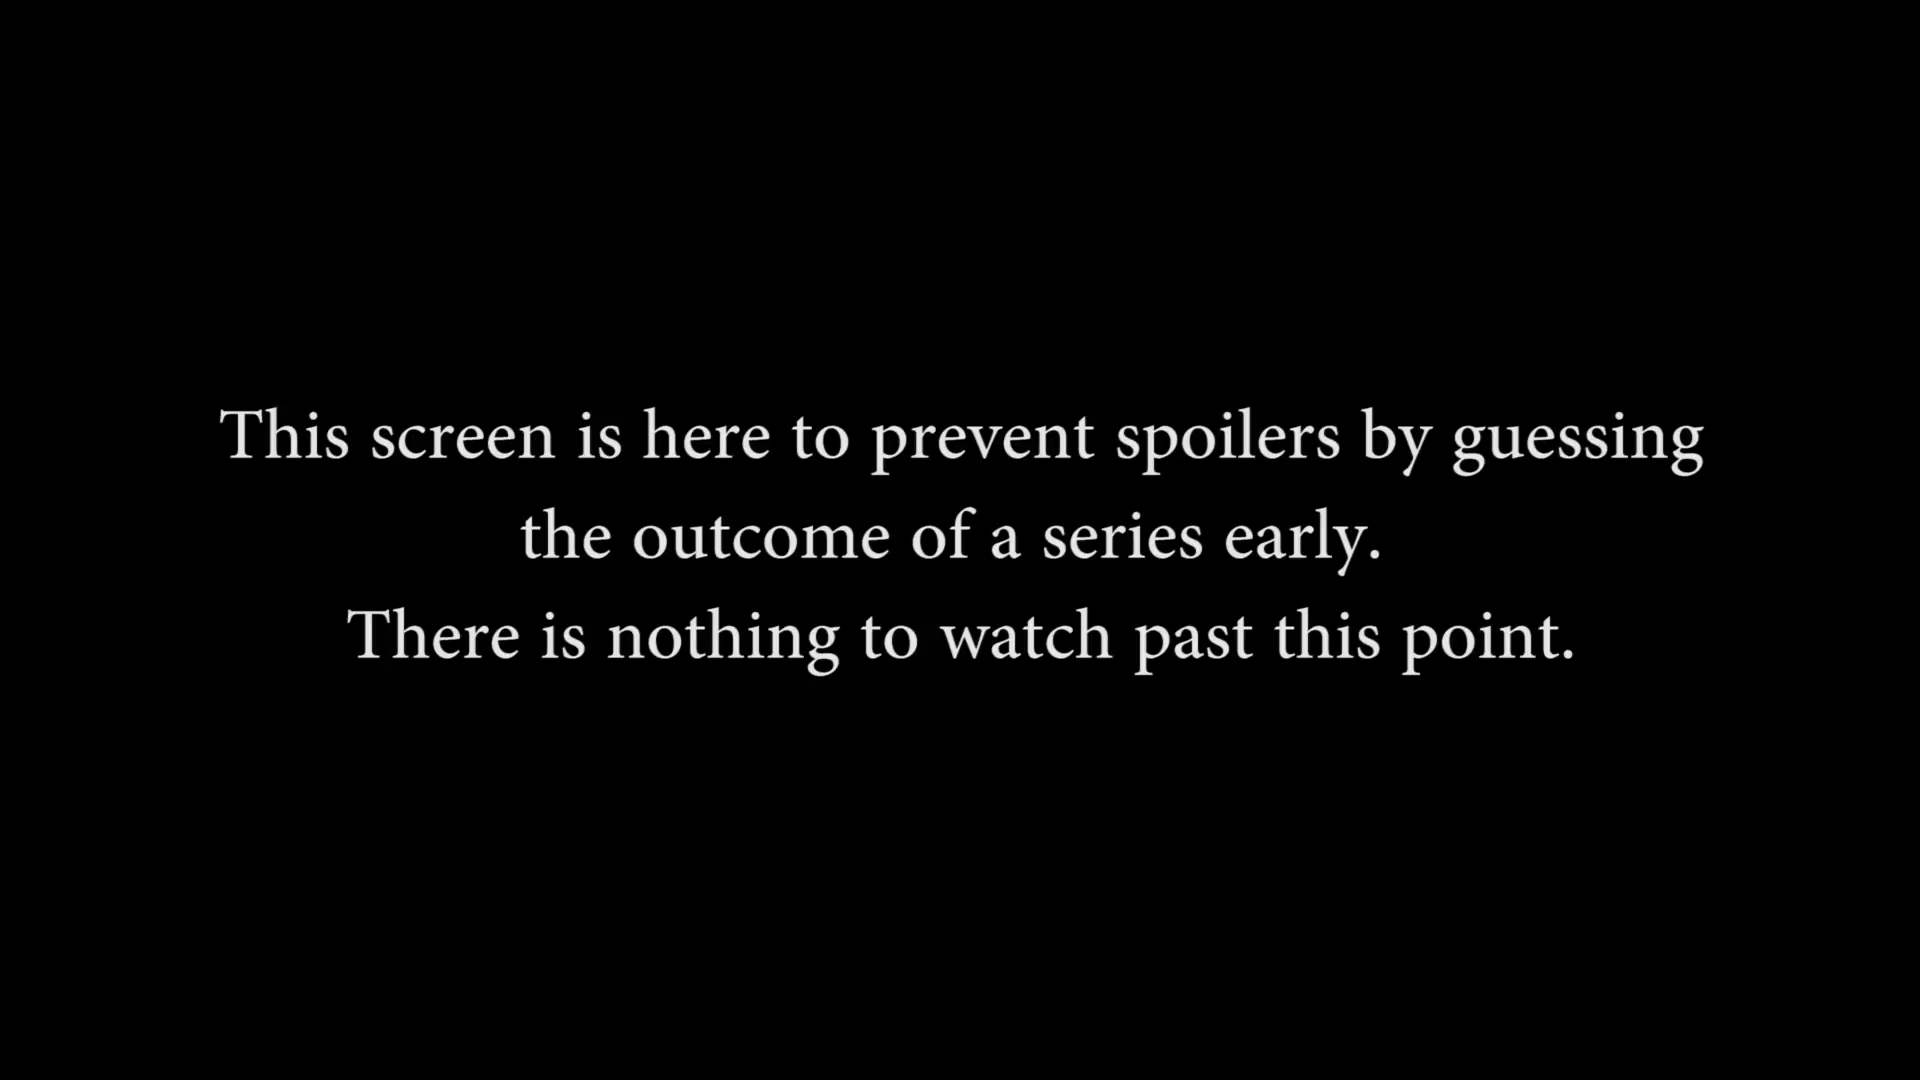 This screen is here to prevent spoilers by guessing
the outcome of a series early.
There is nothing to watch past this point.